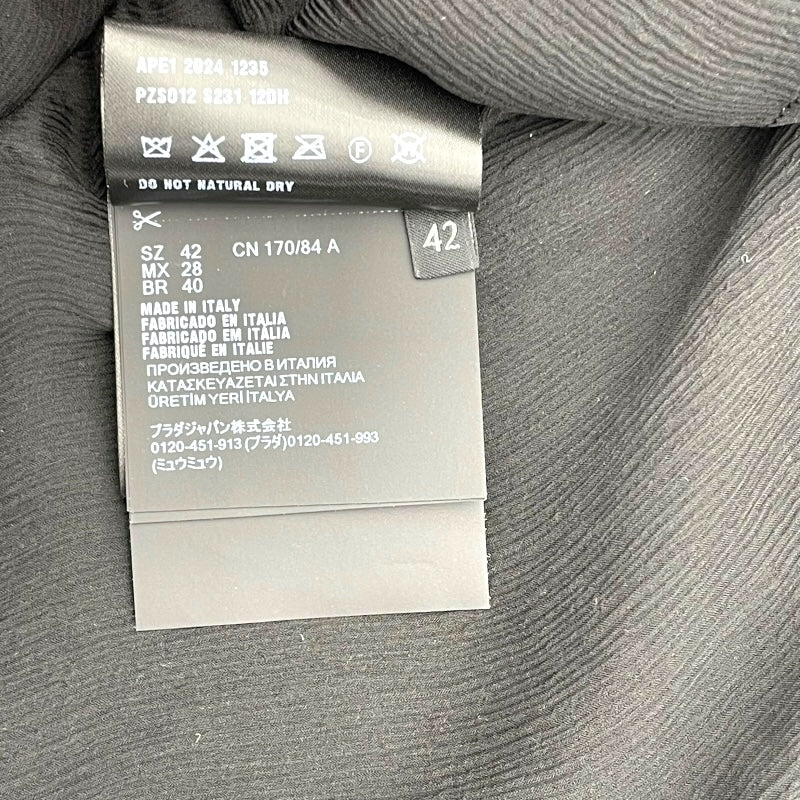 APE1 2024 1235
PZS012 S231 12DH
F W
DO NOT NATURAL DRY
42
SZ 42 CN 170/84 A
MX 28
BR 40
MADE IN ITALY
FABRICADO EN ITALIA
FABRICADO EM ITÁLIA
FABRIQUÉ EN ITALIE
ПРОИЗВЕДЕНО В ИТАЛИЯ
ΚΑΤΑΣΚΕΥΑΖΕΤΑΙ ΣΤΗΝ ΙΤΑΛΙΑ
ÜRETİM YERİ İTALYA
プラダジャパン株式会社
0120-451-913 (プラダ)0120-451-993
(ミュウミュウ)